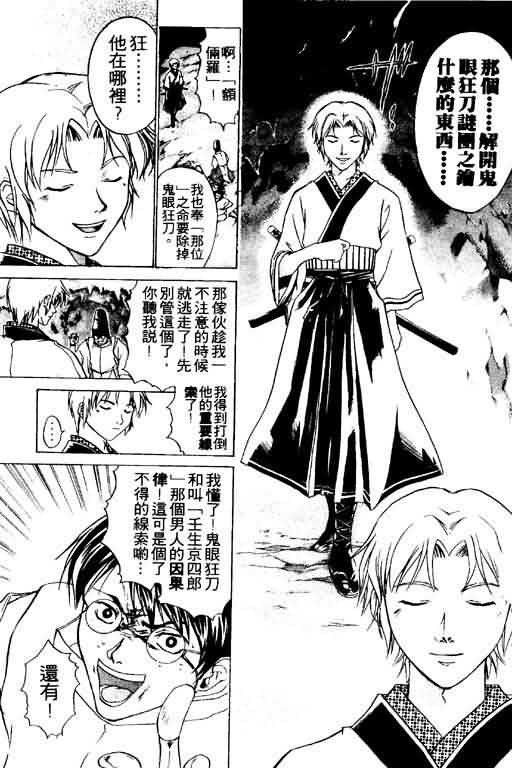 那個……解開鬼
眼狂刀謎團之鑰
什麼的東西……
啊…「額
倆羅」！
我也奉「那位
」之命要除掉
鬼眼狂刀。
狂………
他在哪裡？
那傢伙趁我一
不注意的時候
就逃走了！先
別管這個了，
你聽我說！
我得到打倒
他的重要線
索了！
…
我懂了！鬼眼狂刀
和叫「壬生京四郎
」那個男人的因果
律！這可是個了
不得的線索喲…
還有！